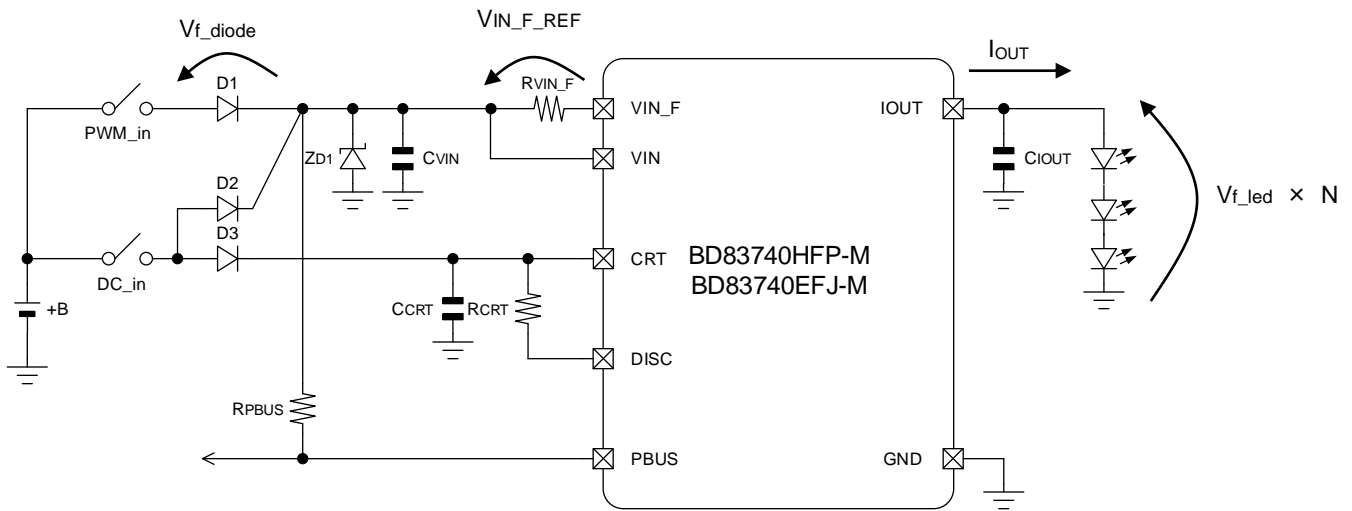 Vf_diode
VIN_F_REF
IOUT
D1
RVIN_F
VIN_F
IOUT
PWM_in
ZD1
CVIN
VIN
CIOUT
D2
Vf_led × N
D3
DC_in
CRT
BD83740HFP-M
BD83740EFJ-M
+B
CCRT
RCRT
DISC
RPBUS
PBUS
GND